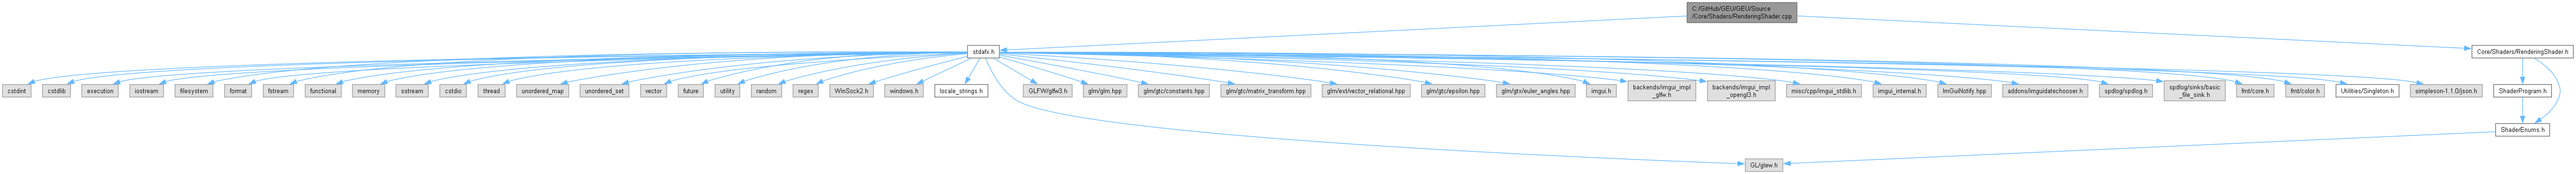 C:/GitHub/GEU/GEU/Source
/Core/Shaders/RenderingShader.cpp
stdafx.h
Core/Shaders/RenderingShader.h
cstdint
cstdlib
execution
iostream
filesystem
format
fstream
functional
memory
sstream
cstdio
thread
unordered_map
unordered_set
vector
future
utility
random
regex
WinSock2.h
windows.h
locale_strings.h
GLFW/glfw3.h
glm/glm.hpp
glm/gtc/constants.hpp
glm/gtc/matrix_transform.hpp
glm/ext/vector_relational.hpp
glm/gtc/epsilon.hpp
glm/gtx/euler_angles.hpp
imgui.h
backends/imgui_impl
_glfw.h
backends/imgui_impl
_opengl3.h
misc/cpp/imgui_stdlib.h
imgui_internal.h
ImGuiNotify.hpp
addons/imguidatechooser.h
spdlog/spdlog.h
spdlog/sinks/basic
_file_sink.h
fmt/core.h
fmt/color.h
Utilities/Singleton.h
simpleson-1.1.0/json.h
ShaderProgram.h
ShaderEnums.h
GL/glew.h